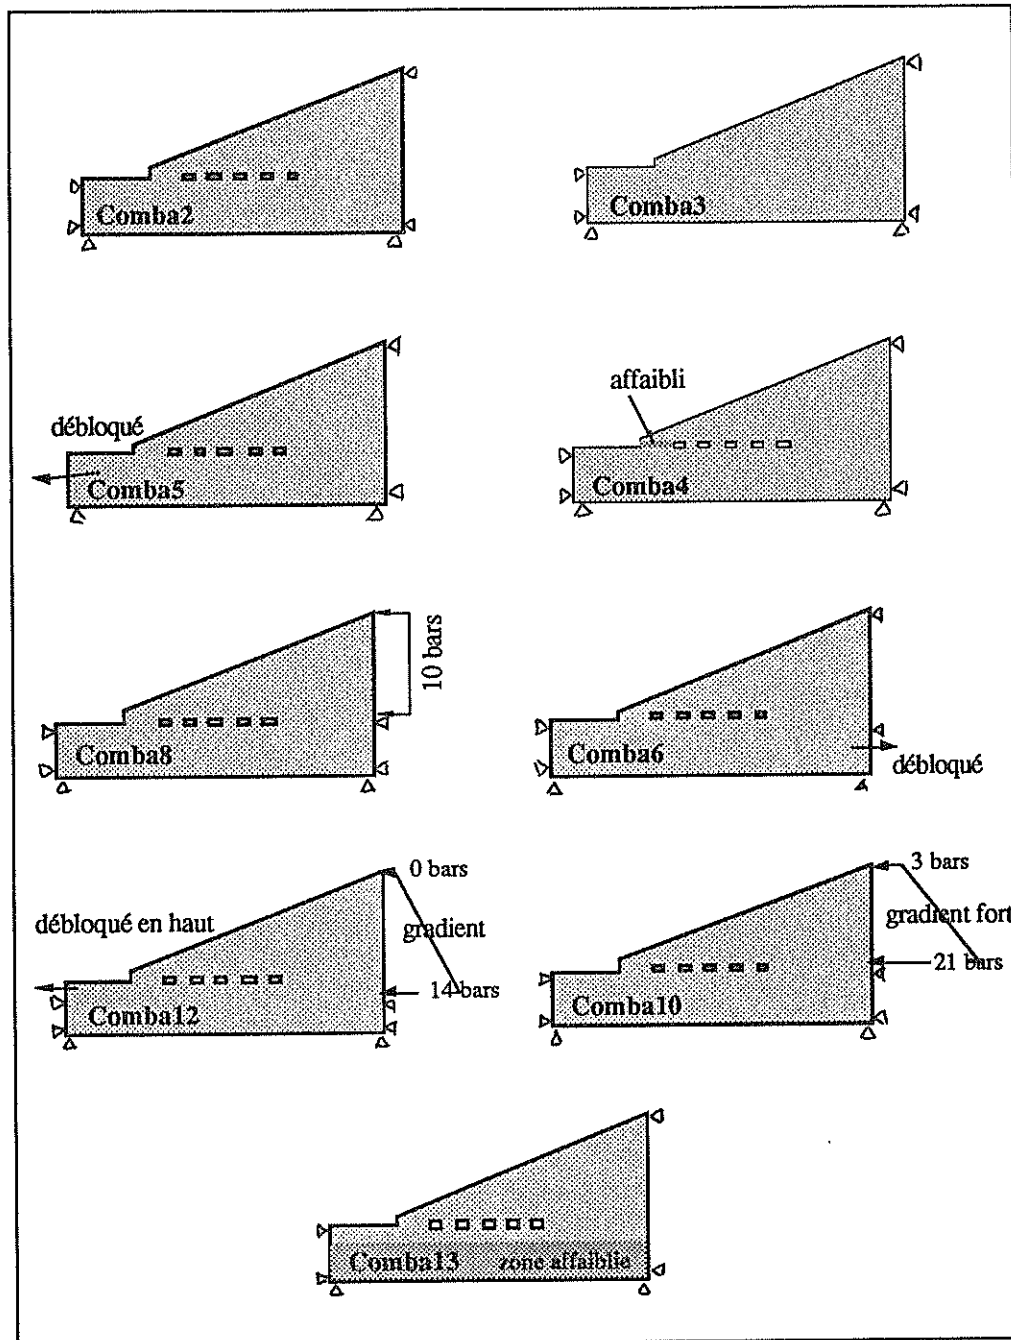 Comba2
Comba3
débloqué
Comba5
affaibli
Comba4
10 bars
Comba8
Comba6
débloqué
débloqué en haut
0 bars
gradient
14 bars
Comba12
3 bars
gradient fort
21 bars
Comba10
Comba13 zone affaiblie